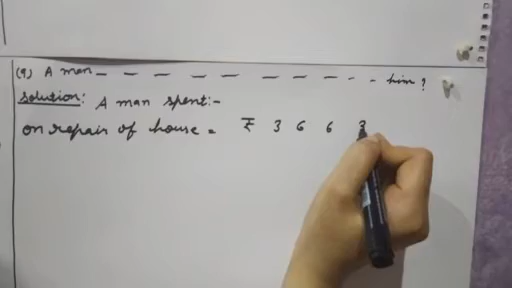 (9) A man — — — — — — — — - - him?
Solution: A man spent:-
on repair of house = ₹ 3 6 6 3